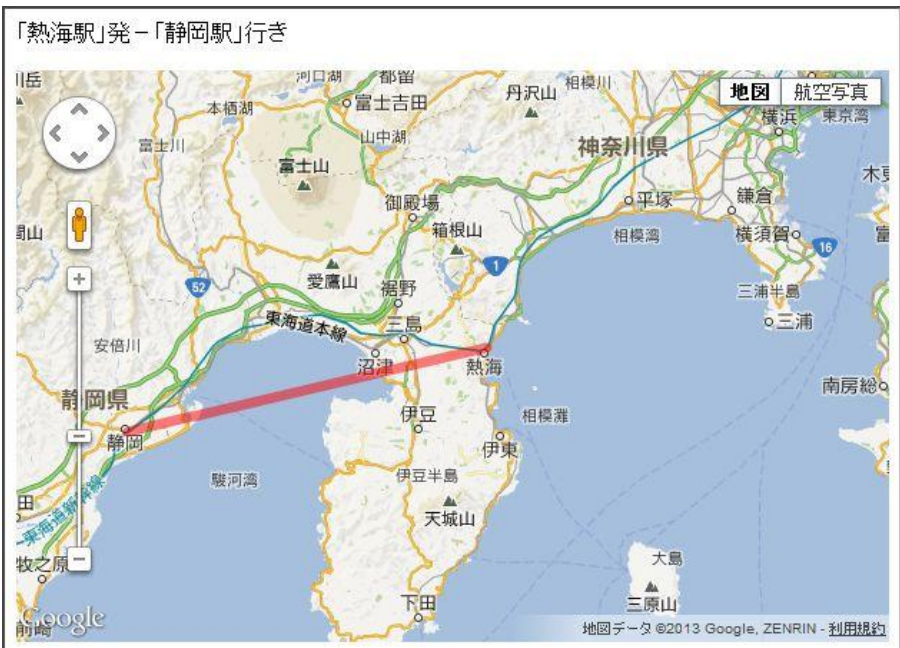 「熱海駅」発－「静岡駅」行き
河口湖
都留
丹沢山
相模川
地図
航空写真
本栖湖
富士吉田
横浜
東京湾
富士川
山中湖
神奈川県
富士山
御殿場
平塚
鎌倉
箱根山
相模湾
横須賀
16
1
52
愛鷹山
裾野
三浦半島
東海道本線
三島
三浦
安倍川
沼津
熱海
静岡県
南房総
伊豆
相模灘
静岡
伊東
駿河湾
伊豆半島
天城山
東海道新幹線
牧之原
大島
下田
三原山
Google
地図データ ©2013 Google, ZENRIN - 利用規約